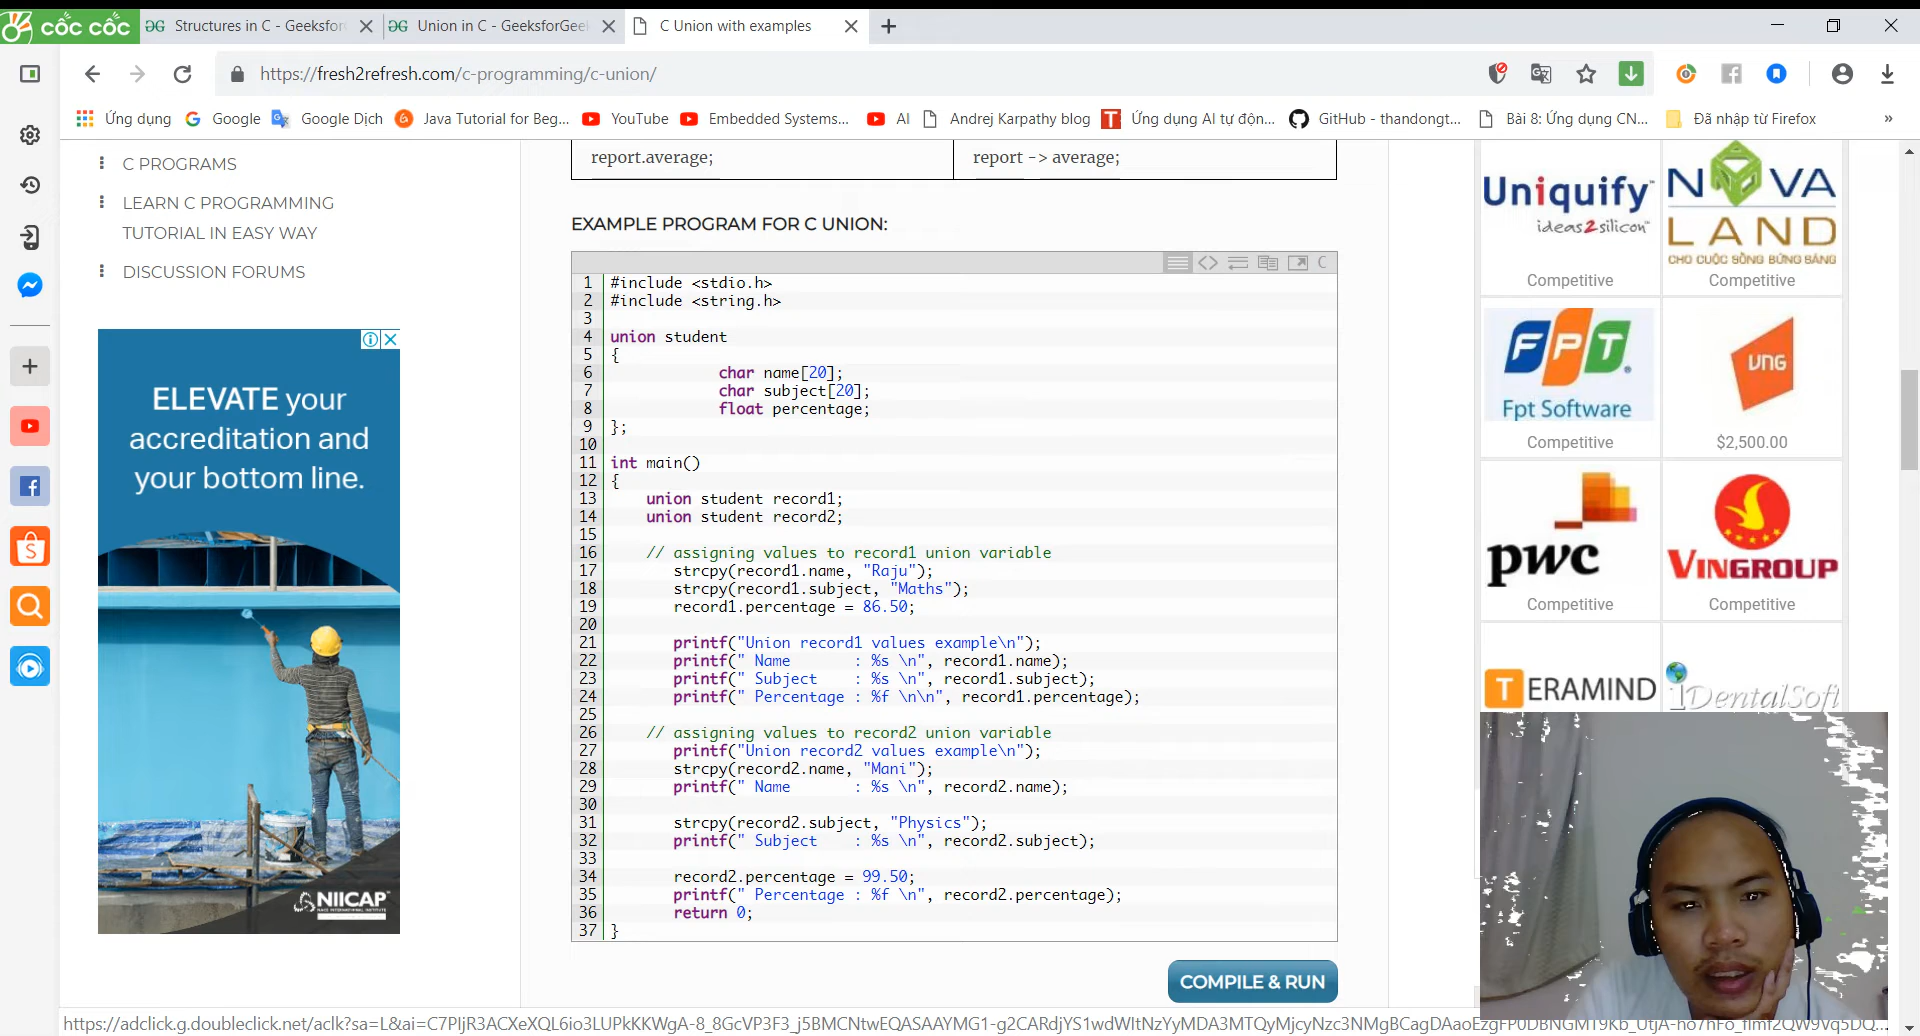 cốc cốc
Structures in C - Geeksfor
Union in C - GeeksforGee
C Union with examples
https://fresh2refresh.com/c-programming/c-union/
Ứng dụng
Google
Google Dịch
Java Tutorial for Beg...
YouTube
Embedded Systems...
AI
Andrej Karpathy blog
Ứng dụng AI tự độn...
GitHub - thandongt...
Bài 8: Ứng dụng CN...
Đã nhập từ Firefox
»
C PROGRAMS
LEARN C PROGRAMMING
TUTORIAL IN EASY WAY
DISCUSSION FORUMS
ELEVATE your
accreditation and
your bottom line.
NIICAP
report.average;
report -> average;
EXAMPLE PROGRAM FOR C UNION:
C
1 #include <stdio.h>
2 #include <string.h>
3
4 union student
5 {
6 char name[20];
7 char subject[20];
8 float percentage;
9 };
10
11 int main()
12 {
13 union student record1;
14 union student record2;
15
16 // assigning values to record1 union variable
17 strcpy(record1.name, "Raju");
18 strcpy(record1.subject, "Maths");
19 record1.percentage = 86.50;
20
21 printf("Union record1 values example\n");
22 printf(" Name       : %s \n", record1.name);
23 printf(" Subject    : %s \n", record1.subject);
24 printf(" Percentage : %f \n\n", record1.percentage);
25
26 // assigning values to record2 union variable
27 printf("Union record2 values example\n");
28 strcpy(record2.name, "Mani");
29 printf(" Name       : %s \n", record2.name);
30
31 strcpy(record2.subject, "Physics");
32 printf(" Subject    : %s \n", record2.subject);
33
34 record2.percentage = 99.50;
35 printf(" Percentage : %f \n", record2.percentage);
36 return 0;
37 }
COMPILE & RUN
Uniquify
ideas2silicon™
Competitive
NOVA
LAND
CHO CUỘC SỐNG BỪNG SÁNG
Competitive
FPT
Fpt Software
Competitive
VNG
$2,500.00
pwc
Competitive
VINGROUP
Competitive
TERAMIND
1DentalSoft